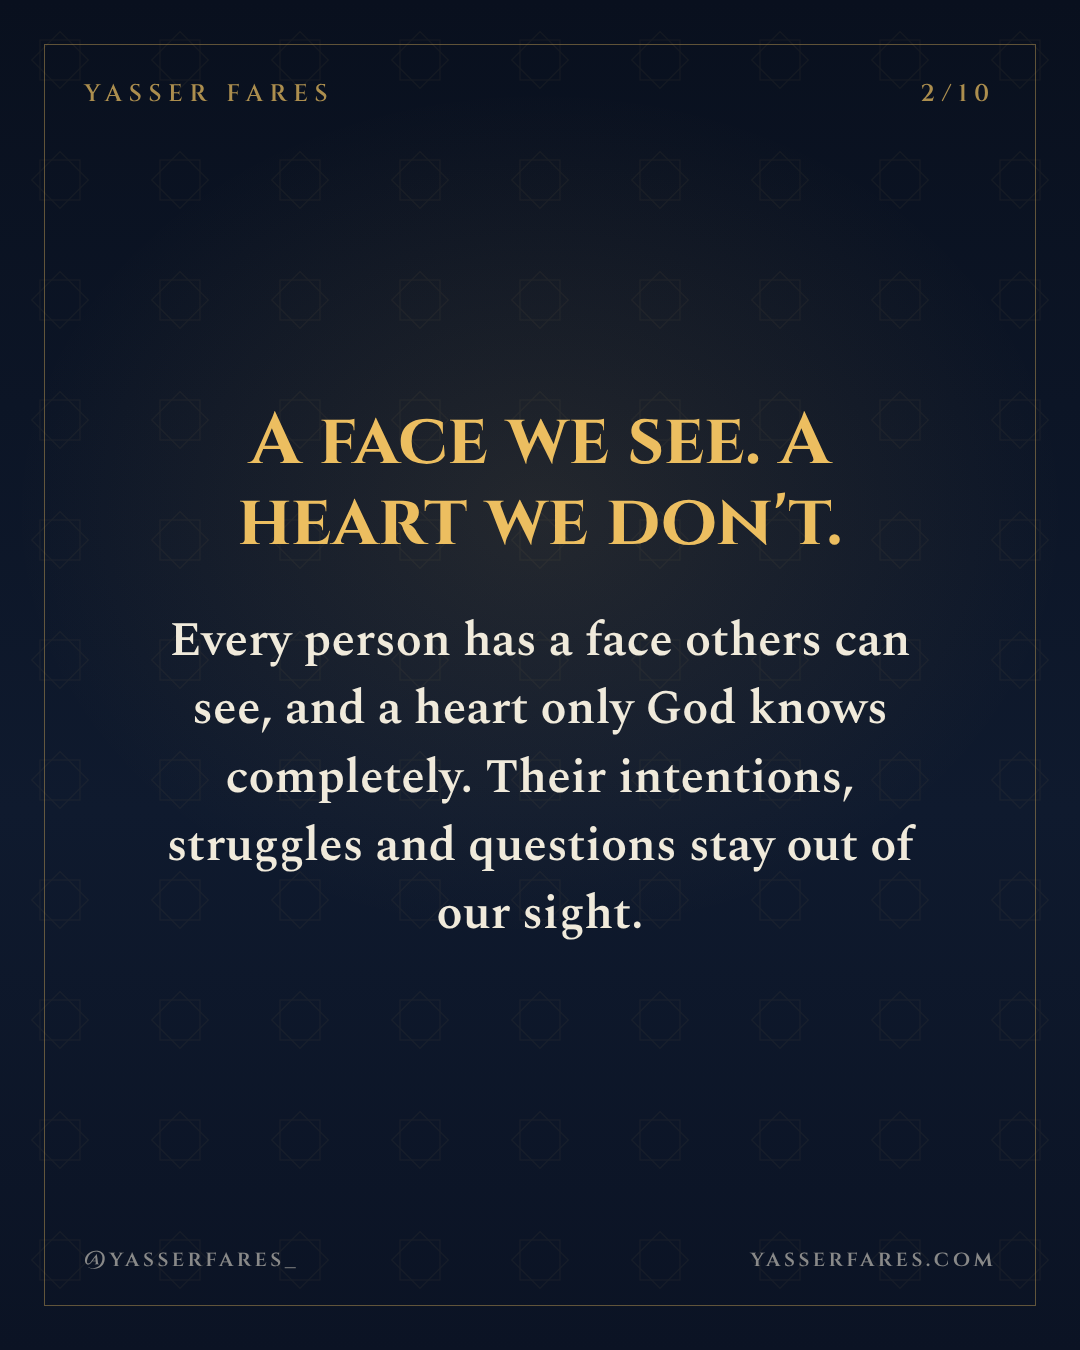 YASSER FARES
2/10
A FACE WE SEE. A
HEART WE DON'T.
Every person has a face others can
see, and a heart only God knows
completely. Their intentions,
struggles and questions stay out of
our sight.
@YASSERFARES_
YASSERFARES.COM